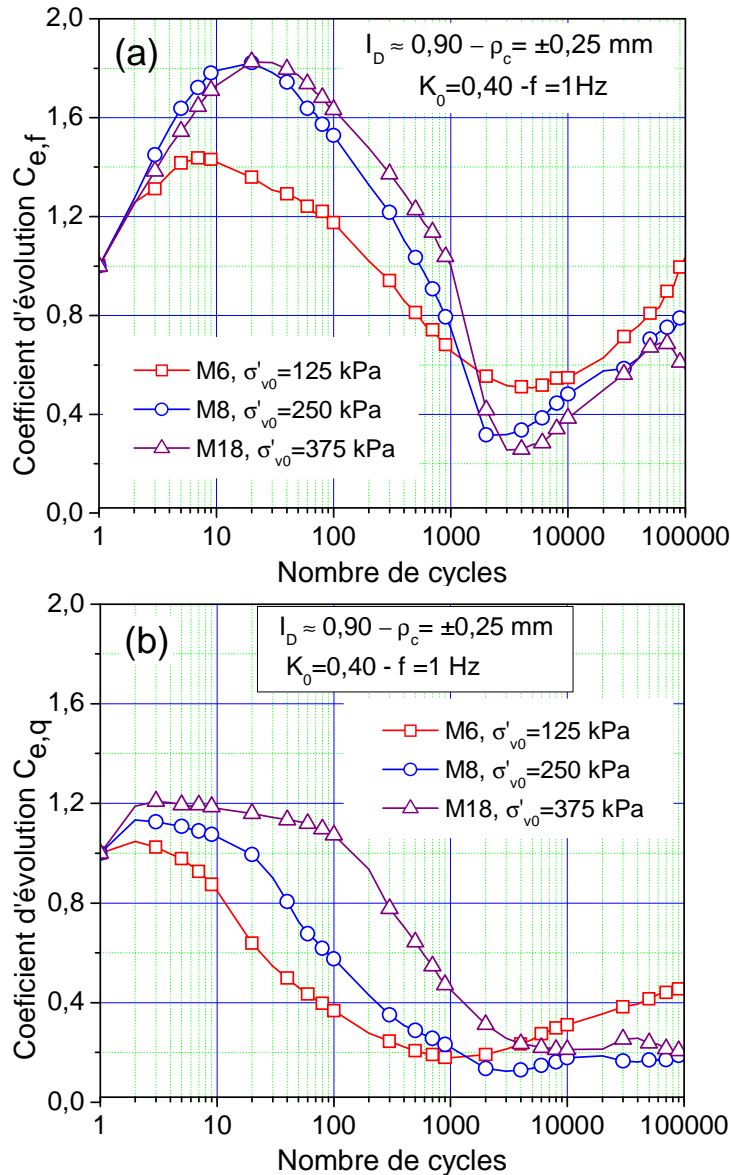 (a)
I_D ≈ 0,90 – ρ_c= ±0,25 mm
K_0=0,40 -f =1Hz
Coefficient d'évolution C_e,f
2,0
1,6
1,2
0,8
0,4
0,0
M6, σ'_v0=125 kPa
M8, σ'_v0=250 kPa
M18, σ'_v0=375 kPa
1 10 100 1000 10000 100000
Nombre de cycles
(b)
I_D ≈ 0,90 – ρ_c= ±0,25 mm
K_0=0,40 - f =1 Hz
Coeficient d'évolution C_e,q
2,0
1,6
1,2
0,8
0,4
0,0
M6, σ'_v0=125 kPa
M8, σ'_v0=250 kPa
M18, σ'_v0=375 kPa
1 10 100 1000 10000 100000
Nombre de cycles